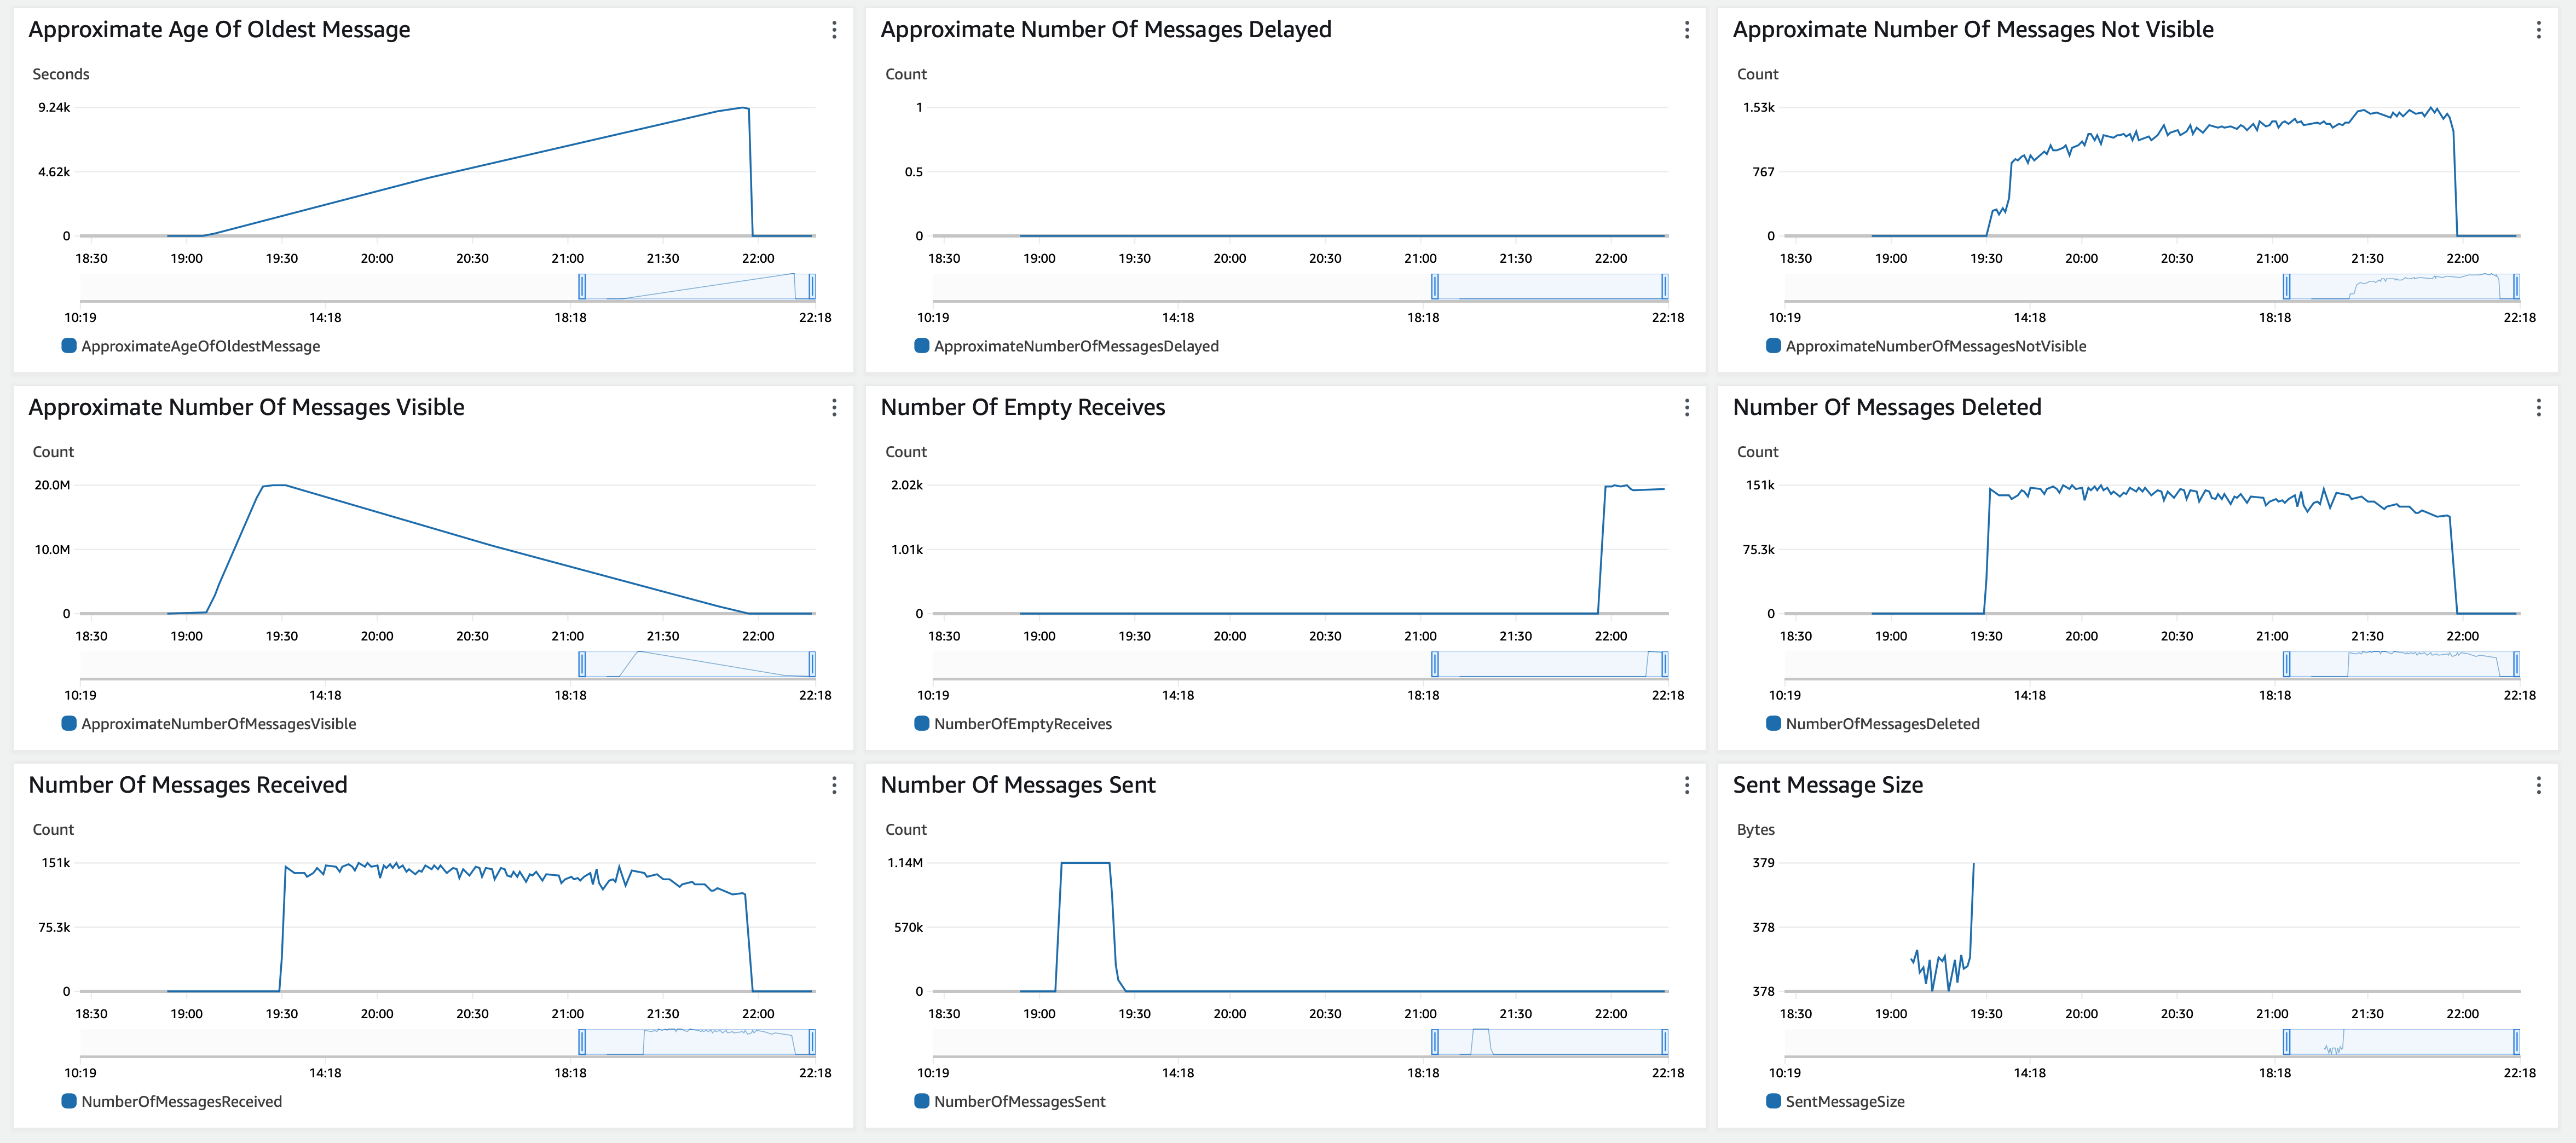 Approximate Age Of Oldest Message
Seconds
9.24k
4.62k
0
18:30 19:00 19:30 20:00 20:30 21:00 21:30 22:00
10:19 14:18 18:18 22:18
ApproximateAgeOfOldestMessage
Approximate Number Of Messages Delayed
Count
1
0.5
0
18:30 19:00 19:30 20:00 20:30 21:00 21:30 22:00
10:19 14:18 18:18 22:18
ApproximateNumberOfMessagesDelayed
Approximate Number Of Messages Not Visible
Count
1.53k
767
0
18:30 19:00 19:30 20:00 20:30 21:00 21:30 22:00
10:19 14:18 18:18 22:18
ApproximateNumberOfMessagesNotVisible
Approximate Number Of Messages Visible
Count
20.0M
10.0M
0
18:30 19:00 19:30 20:00 20:30 21:00 21:30 22:00
10:19 14:18 18:18 22:18
ApproximateNumberOfMessagesVisible
Number Of Empty Receives
Count
2.02k
1.01k
0
18:30 19:00 19:30 20:00 20:30 21:00 21:30 22:00
10:19 14:18 18:18 22:18
NumberOfEmptyReceives
Number Of Messages Deleted
Count
151k
75.3k
0
18:30 19:00 19:30 20:00 20:30 21:00 21:30 22:00
10:19 14:18 18:18 22:18
NumberOfMessagesDeleted
Number Of Messages Received
Count
151k
75.3k
0
18:30 19:00 19:30 20:00 20:30 21:00 21:30 22:00
10:19 14:18 18:18 22:18
NumberOfMessagesReceived
Number Of Messages Sent
Count
1.14M
570k
0
18:30 19:00 19:30 20:00 20:30 21:00 21:30 22:00
10:19 14:18 18:18 22:18
NumberOfMessagesSent
Sent Message Size
Bytes
379
378
378
18:30 19:00 19:30 20:00 20:30 21:00 21:30 22:00
10:19 14:18 18:18 22:18
SentMessageSize